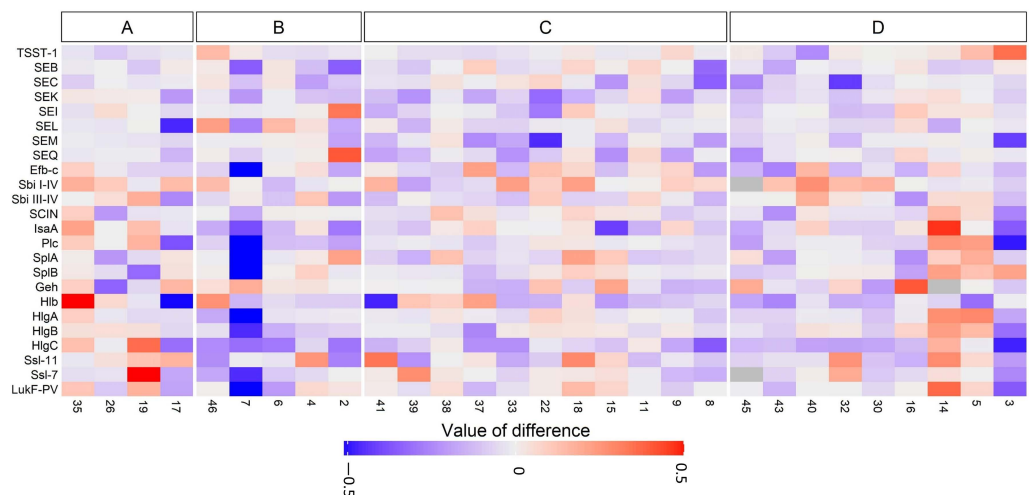 A B C D
TSST-1
SEB
SEC
SEK
SEI
SEL
SEM
SEQ
Efb-c
Sbi I-IV
Sbi III-IV
SCIN
IsaA
Plc
SplA
SplB
Geh
Hlb
HlgA
HlgB
HlgC
Ssl-11
Ssl-7
LukF-PV
35 26 19 17 46 7 6 4 2 41 39 38 37 33 22 18 15 11 9 8 45 43 40 32 30 16 14 5 3
Value of difference
−0.5 0 0.5